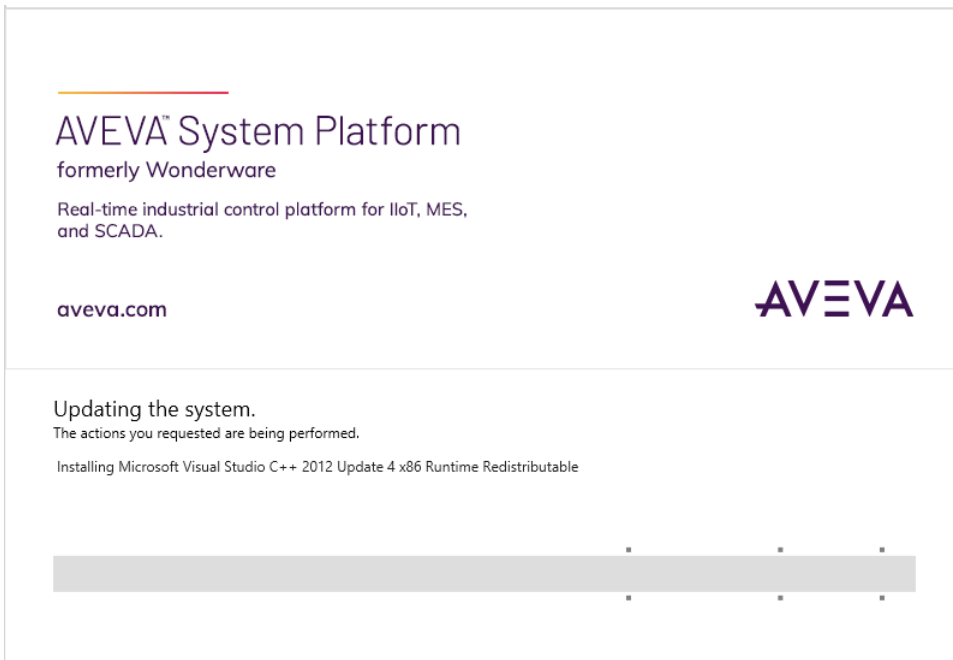 AVEVA™ System Platform
formerly Wonderware
Real-time industrial control platform for IIoT, MES,
and SCADA.
aveva.com
AVEVA
Updating the system.
The actions you requested are being performed.
Installing Microsoft Visual Studio C++ 2012 Update 4 x86 Runtime Redistributable